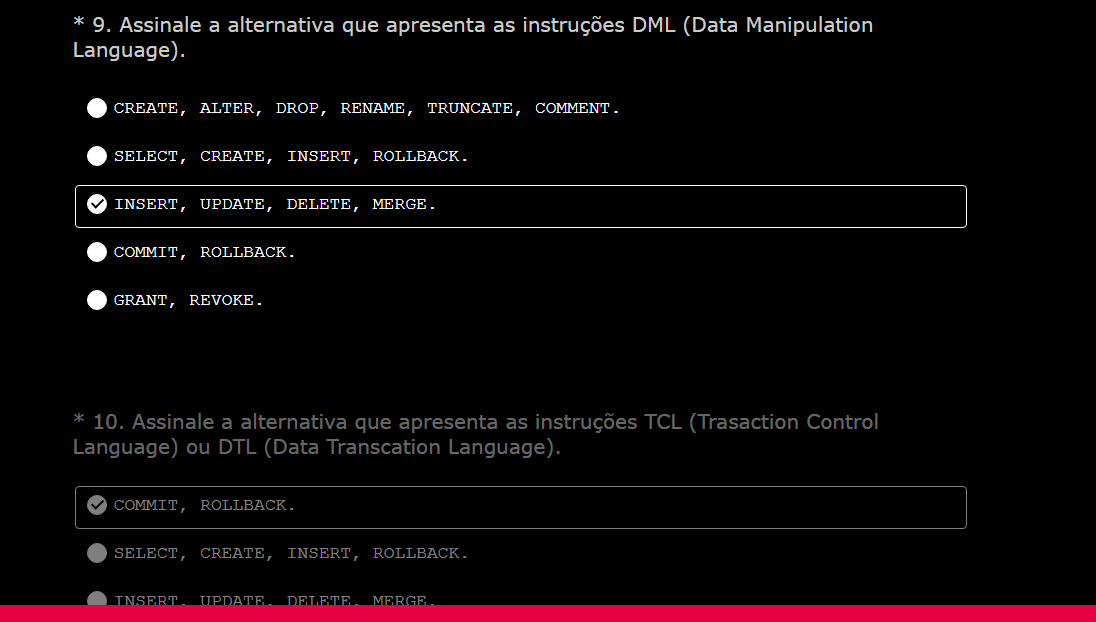 * 9. Assinale a alternativa que apresenta as instruções DML (Data Manipulation
Language).
CREATE, ALTER, DROP, RENAME, TRUNCATE, COMMENT.
SELECT, CREATE, INSERT, ROLLBACK.
INSERT, UPDATE, DELETE, MERGE.
COMMIT, ROLLBACK.
GRANT, REVOKE.
* 10. Assinale a alternativa que apresenta as instruções TCL (Trasaction Control
Language) ou DTL (Data Transcation Language).
COMMIT, ROLLBACK.
SELECT, CREATE, INSERT, ROLLBACK.
INSERT, UPDATE, DELETE, MERGE.